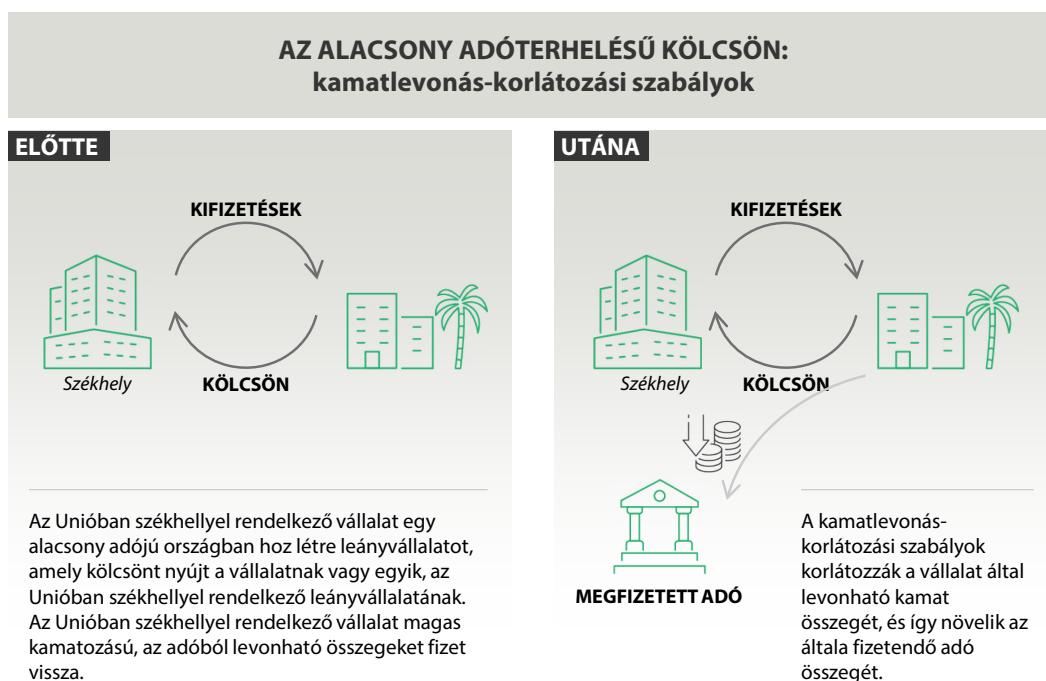 AZ ALACSONY ADÓTERHELÉSŰ KÖLCSÖN:
kamatlevonás-korlátozási szabályok
ELŐTTE
KIFIZETÉSEK
Székhely
KÖLCSÖN
Az Unióban székhellyel rendelkező vállalat egy
alacsony adójú országban hoz létre leányvállalatot,
amely kölcsönt nyújt a vállalatnak vagy egyik, az
Unióban székhellyel rendelkező leányvállalatának.
Az Unióban székhellyel rendelkező vállalat magas
kamatozású, az adóból levonható összegeket fizet
vissza.
UTÁNA
KIFIZETÉSEK
Székhely
KÖLCSÖN
MEGFIZETETT ADÓ
A kamatlevonás-
korlátozási szabályok
korlátozzák a vállalat által
levonható kamat
összegét, és így növelik az
általa fizetendő adó
összegét.